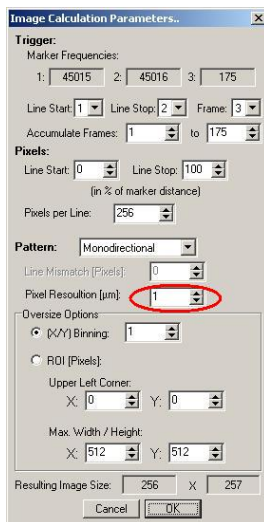 Image Calculation Parameters..
Trigger:
Marker Frequencies:
1: 45015 2: 45016 3: 175
Line Start: 1 Line Stop: 2 Frame: 3
Accumulate Frames: 1 to 175
Pixels:
Line Start: 0 Line Stop: 100
(in % of marker distance)
Pixels per Line: 256
Pattern: Monodirectional
Line Mismatch [Pixels]: 0
Pixel Resoultion [µm]: 1
Oversize Options
(X/Y) Binning: 1
ROI [Pixels]:
Upper Left Corner:
X: 0 Y: 0
Max. Width / Height:
X: 512 Y: 512
Resulting Image Size: 256 X 257
Cancel OK